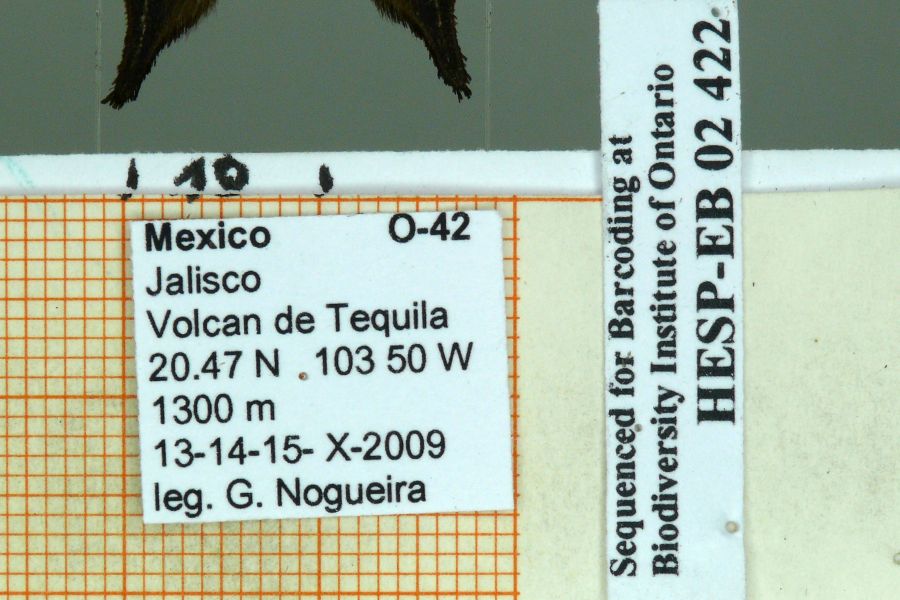 10
Mexico O-42
Jalisco
Volcan de Tequila
20.47 N 103 50 W
1300 m
13-14-15- X-2009
leg. G. Nogueira
Sequenced for Barcoding at
Biodiversity Institute of Ontario
HESP-EB 02 422